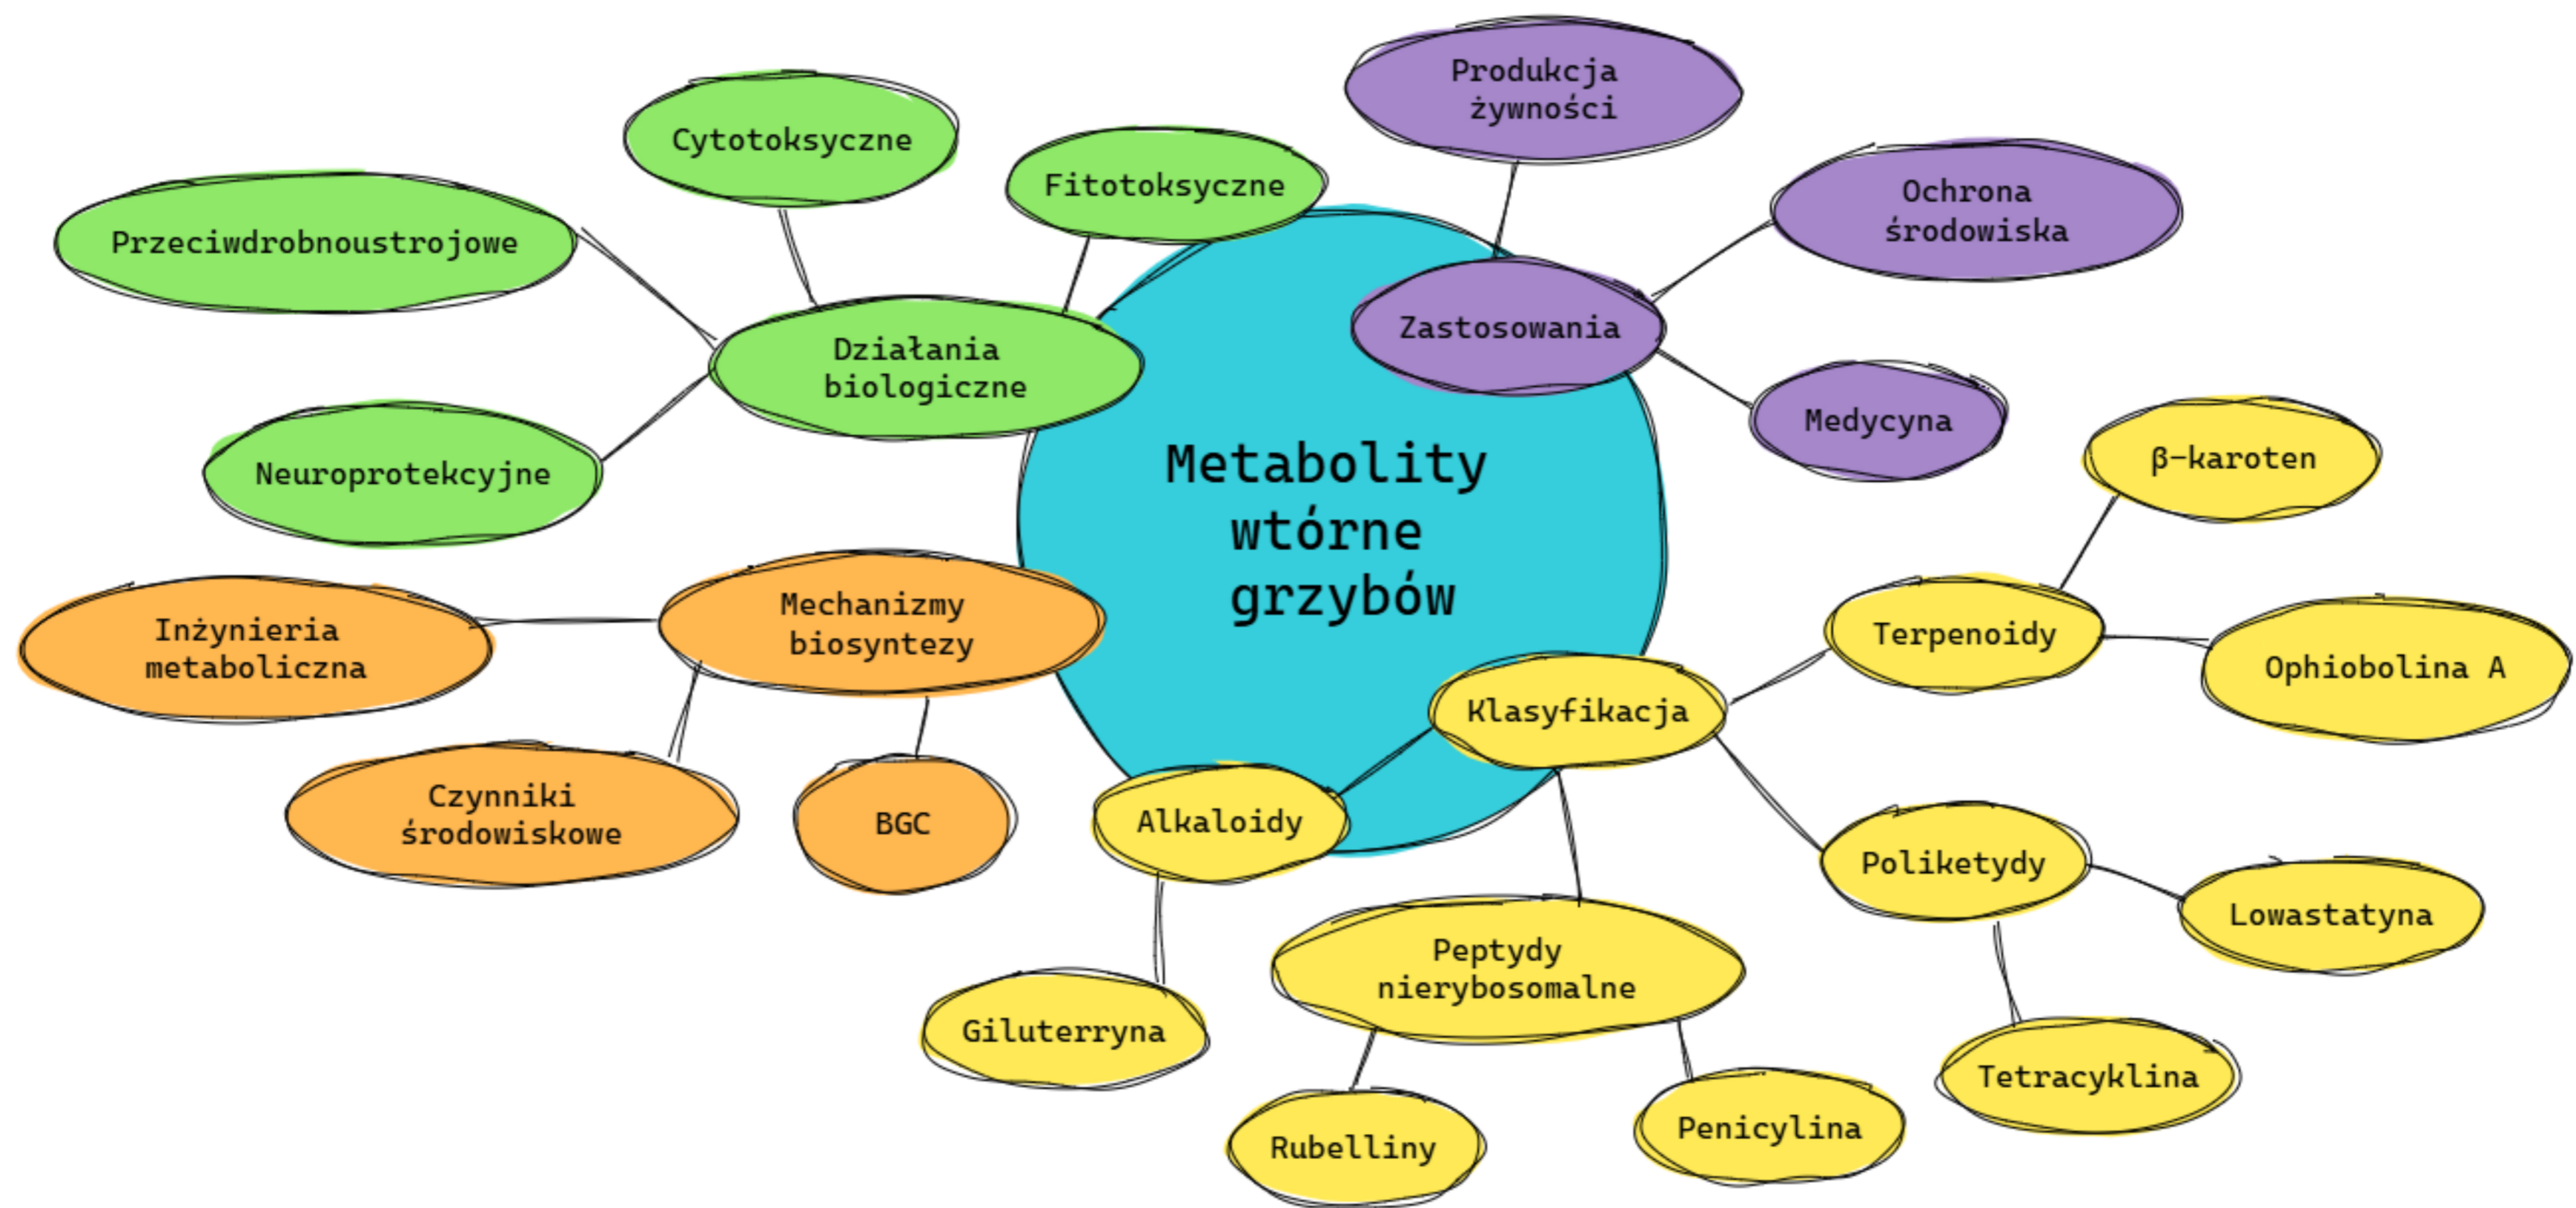 Metabolity
wtórne
grzybów
Działania
biologiczne
Przeciwdrobnoustrojowe
Cytotoksyczne
Fitotoksyczne
Neuroprotekcyjne
Zastosowania
Produkcja
żywności
Ochrona
środowiska
Medycyna
Mechanizmy
biosyntezy
Inżynieria
metaboliczna
Czynniki
środowiskowe
BGC
Klasyfikacja
Terpenoidy
β-karoten
Ophiobolina A
Poliketydy
Lowastatyna
Tetracyklina
Peptydy
nierybosomalne
Rubelliny
Penicylina
Alkaloidy
Giluterryna